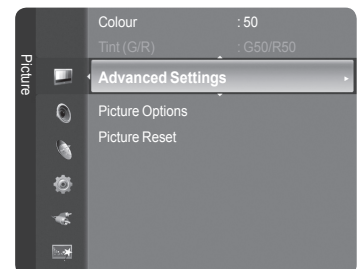 Picture
Colour : 50
Tint (G/R) : G50/R50
Advanced Settings
Picture Options
Picture Reset